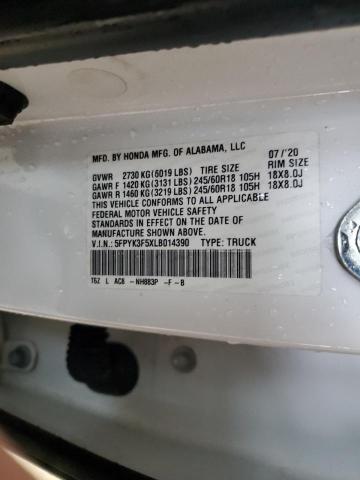 MFD. BY HONDA MFG. OF ALABAMA, LLC 07/'20
GVWR 2730 KG(6019 LBS) TIRE SIZE RIM SIZE
GAWR F 1420 KG(3131 LBS) 245/60R18 105H 18X8.0J
GAWR R 1460 KG(3219 LBS) 245/60R18 105H 18X8.0J
THIS VEHICLE CONFORMS TO ALL APPLICABLE
FEDERAL MOTOR VEHICLE SAFETY
STANDARDS IN EFFECT ON THE DATE OF
MANUFACTURE SHOWN ABOVE.
V.I.N.: 5FPYK3F5XLB014390 TYPE: TRUCK
T6Z L AC8 -NH883P -F -B